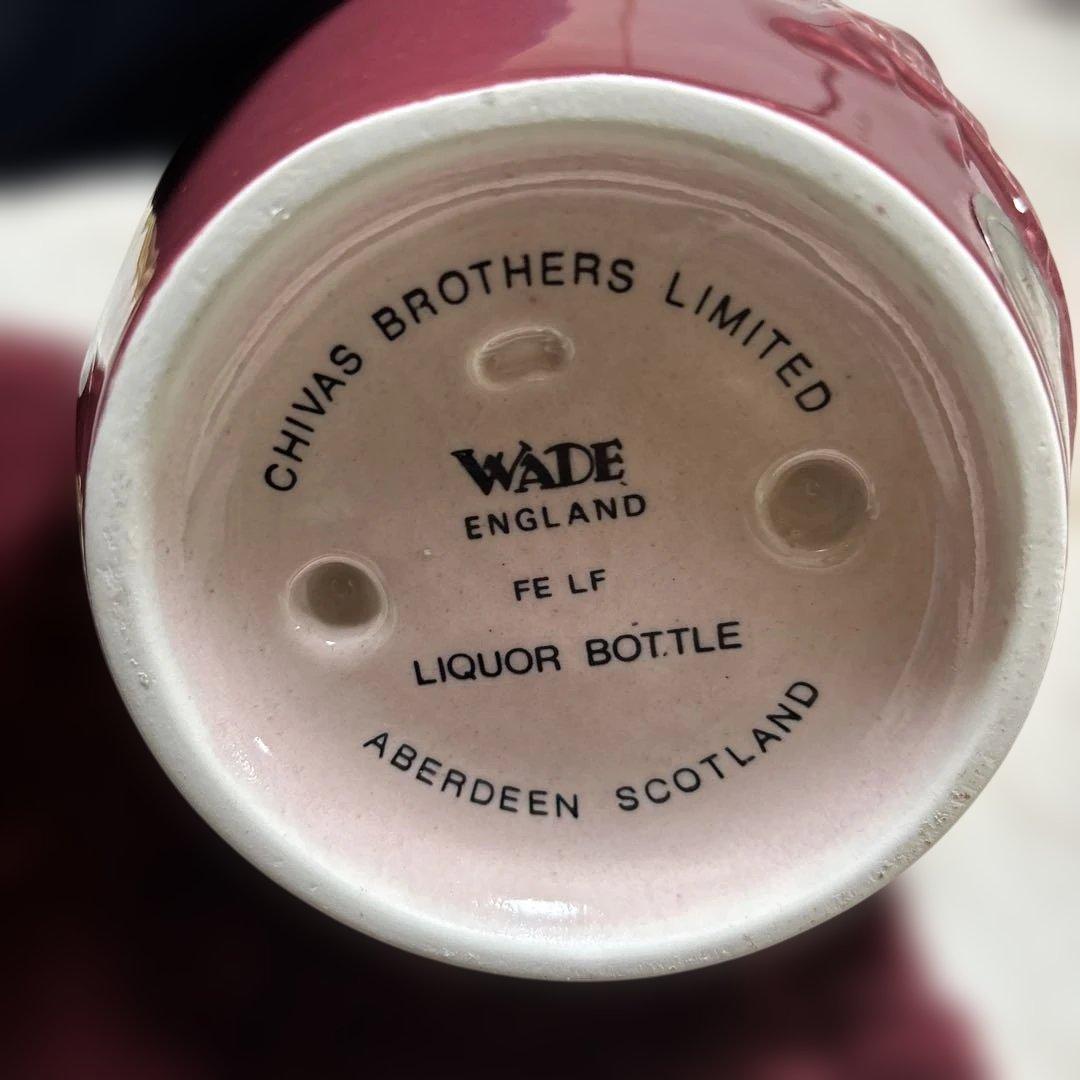 CHIVAS BROTHERS LIMITED
WADE
ENGLAND
FE LF
LIQUOR BOTTLE
ABERDEEN SCOTLAND